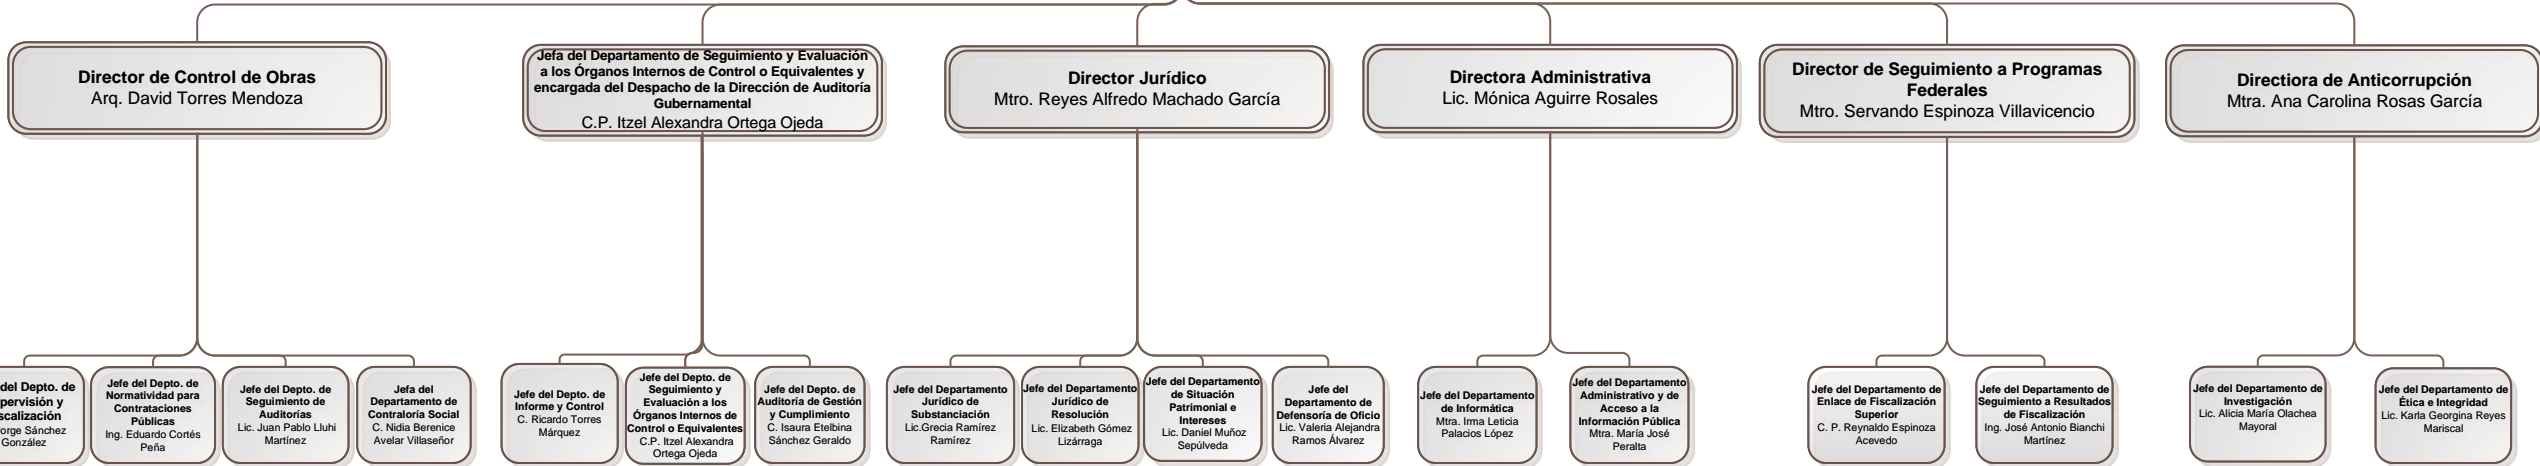 Director de Control de Obras
Arq. David Torres Mendoza
Jefa del Departamento de Seguimiento y Evaluación
a los Órganos Internos de Control o Equivalentes y
encargada del Despacho de la Dirección de Auditoría
Gubernamental
C.P. Itzel Alexandra Ortega Ojeda
Director Jurídico
Mtro. Reyes Alfredo Machado García
Directora Administrativa
Lic. Mónica Aguirre Rosales
Director de Seguimiento a Programas
Federales
Mtro. Servando Espinoza Villavicencio
Directiora de Anticorrupción
Mtra. Ana Carolina Rosas García
del Depto. de
y
Sánchez
González
Jefe del Depto. de
Normatividad para
Contrataciones
Públicas
Ing. Eduardo Cortés
Peña
Jefe del Depto. de
Seguimiento de
Auditorías
Lic. Juan Pablo Lluhi
Martínez
Jefa del
Departamento de
Contraloría Social
C. Nidia Berenice
Avelar Villaseñor
Jefe del Depto. de
Informe y Control
C. Ricardo Torres
Márquez
Jefe del Depto. de
Seguimiento y
Evaluación a los
Órganos Internos de
Control o Equivalentes
C.P. Itzel Alexandra
Ortega Ojeda
Jefe del Depto. de
Auditoría de Gestión
y Cumplimiento
C. Isaura Etelbina
Sánchez Geraldo
Jefe del Departamento
Jurídico de
Substanciación
Lic.Grecia Ramírez
Ramírez
Jefe del Departamento
Jurídico de
Resolución
Lic. Elizabeth Gómez
Lizárraga
Jefe del Departamento
de Situación
Patrimonial e
Intereses
Lic. Daniel Muñoz
Sepúlveda
Jefe del
Departamento de
Defensoría de Oficio
Lic. Valeria Alejandra
Ramos Álvarez
Jefe del Departamento
de Informática
Mtra. Irma Leticia
Palacios López
Jefe del Departamento
Administrativo y de
Acceso a la
Información Pública
Mtra. María José
Peralta
Jefe del Departamento de
Enlace de Fiscalización
Superior
C. P. Reynaldo Espinoza
Acevedo
Jefe del Departamento de
Seguimiento a Resultados
de Fiscalización
Ing. José Antonio Bianchi
Martínez
Jefe del Departamento de
Investigación
Lic. Alicia María Olachea
Mayoral
Jefe del Departamento de
Ética e Integridad
Lic. Karla Georgina Reyes
Mariscal